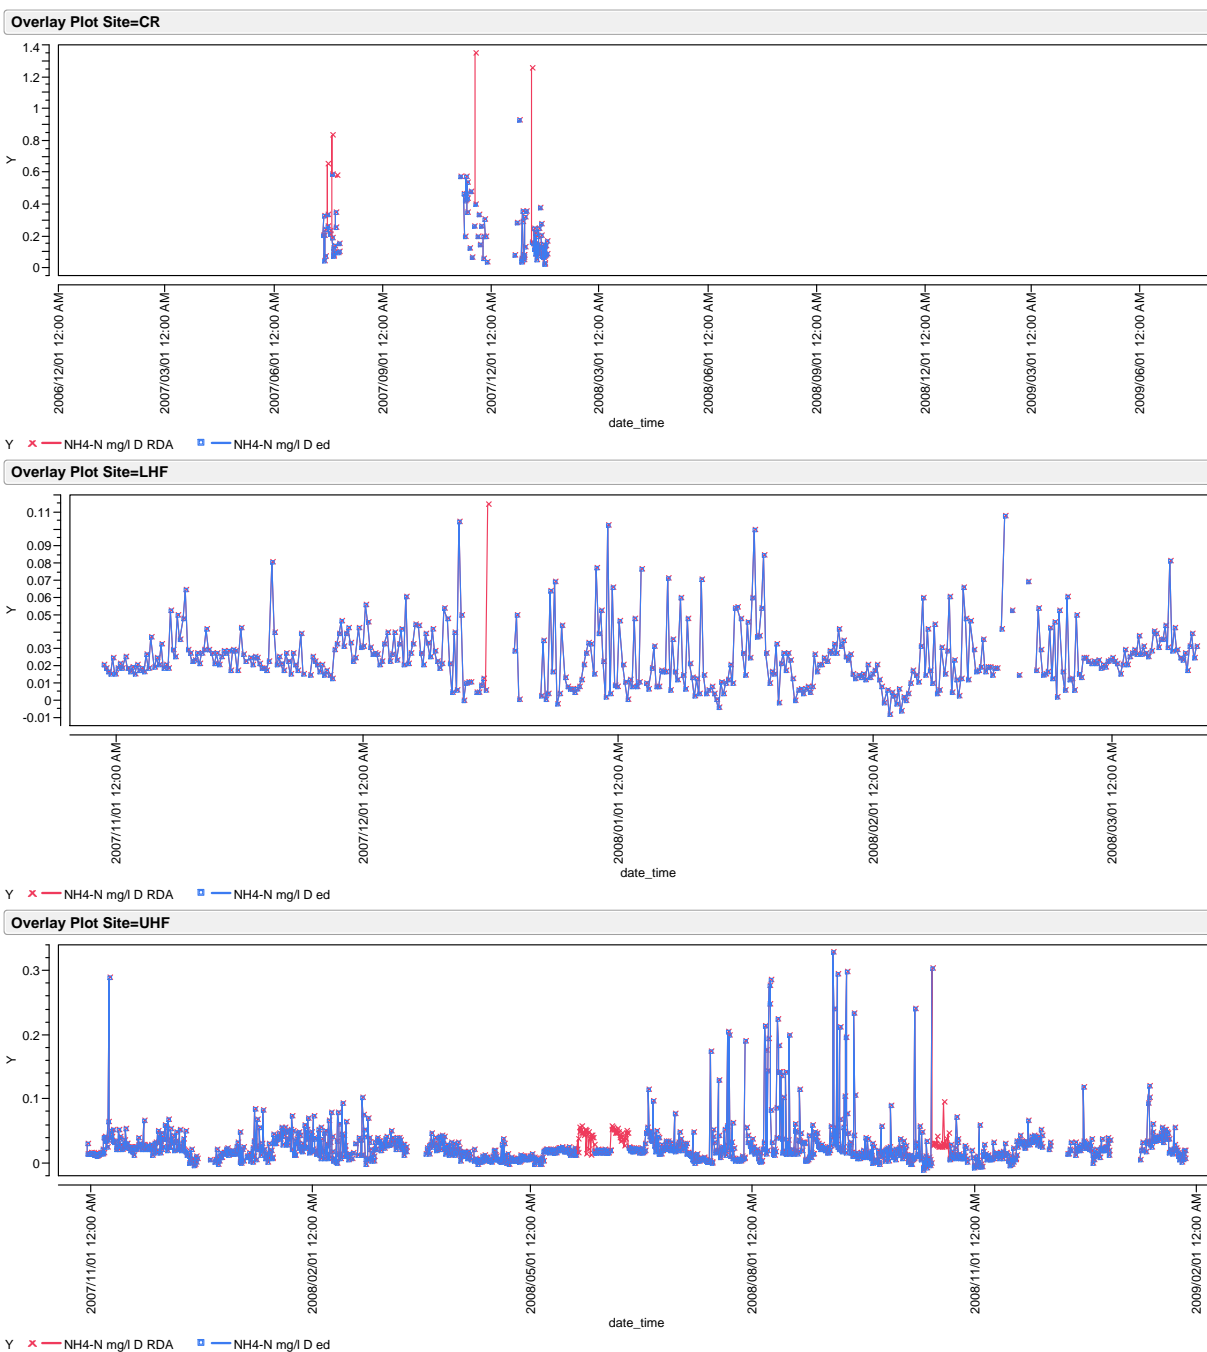 Overlay Plot Site=CR
1.4
1.2
1
0.8
0.6
0.4
0.2
0
Y
2006/12/01 12:00 AM
2007/03/01 12:00 AM
2007/06/01 12:00 AM
2007/09/01 12:00 AM
2007/12/01 12:00 AM
2008/03/01 12:00 AM
2008/06/01 12:00 AM
2008/09/01 12:00 AM
2008/12/01 12:00 AM
2009/03/01 12:00 AM
2009/06/01 12:00 AM
date_time
Y NH4-N mg/l D RDA NH4-N mg/l D ed
Overlay Plot Site=LHF
0.11
0.09
0.08
0.07
0.06
0.05
0.03
0.02
0.01
0
-0.01
Y
2007/11/01 12:00 AM
2007/12/01 12:00 AM
2008/01/01 12:00 AM
2008/02/01 12:00 AM
2008/03/01 12:00 AM
date_time
Y NH4-N mg/l D RDA NH4-N mg/l D ed
Overlay Plot Site=UHF
0.3
0.2
0.1
0
Y
2007/11/01 12:00 AM
2008/02/01 12:00 AM
2008/05/01 12:00 AM
2008/08/01 12:00 AM
2008/11/01 12:00 AM
2009/02/01 12:00 AM
date_time
Y NH4-N mg/l D RDA NH4-N mg/l D ed